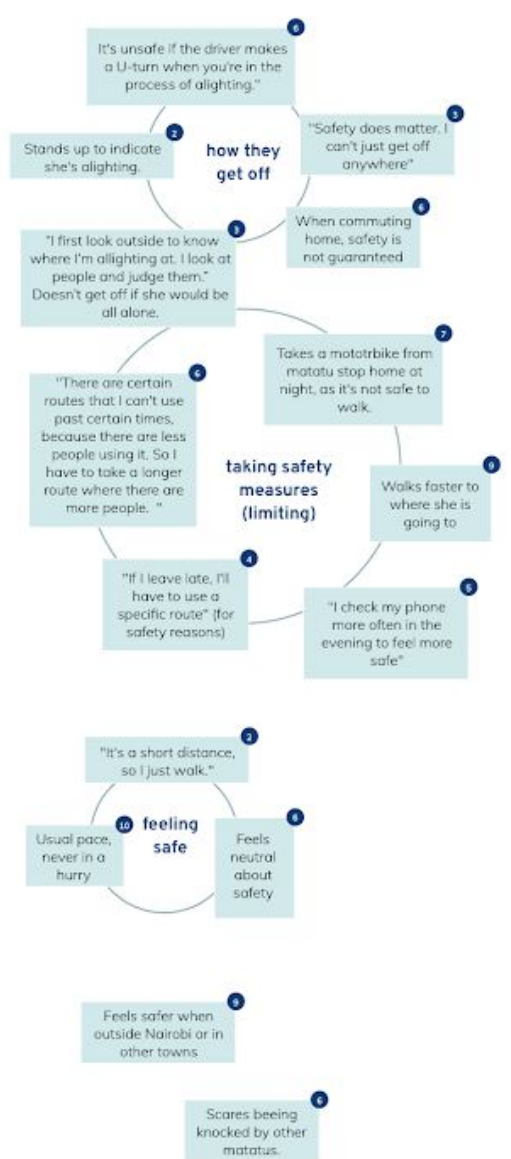 6
It's unsafe if the driver makes
a U-turn when you're in the
process of alighting."
2
Stands up to indicate
she's alighting.
how they
get off
3
"Safety does matter. I
can't just get off
anywhere"
6
When commuting
home, safety is
not guaranteed
3
"I first look outside to know
where I'm allighting at. I look at
people and judge them."
Doesn't get off if she would be
all alone.
7
Takes a mototrbike from
matatu stop home at
night, as it's not safe to
walk.
6
"There are certain
routes that I can't use
past certain times,
because there are less
people using it. So I
have to take a longer
route where there are
more people. "
taking safety
measures
(limiting)
9
Walks faster to
where she is
going to
4
"If I leave late, I'll
have to use a
specific route" (for
safety reasons)
5
"I check my phone
more often in the
evening to feel more
safe"
2
"It's a short distance,
so I just walk."
10
Usual pace,
never in a
hurry
feeling
safe
6
Feels
neutral
about
safety
9
Feels safer when
outside Nairobi or in
other towns
6
Scares beeing
knocked by other
matatus.